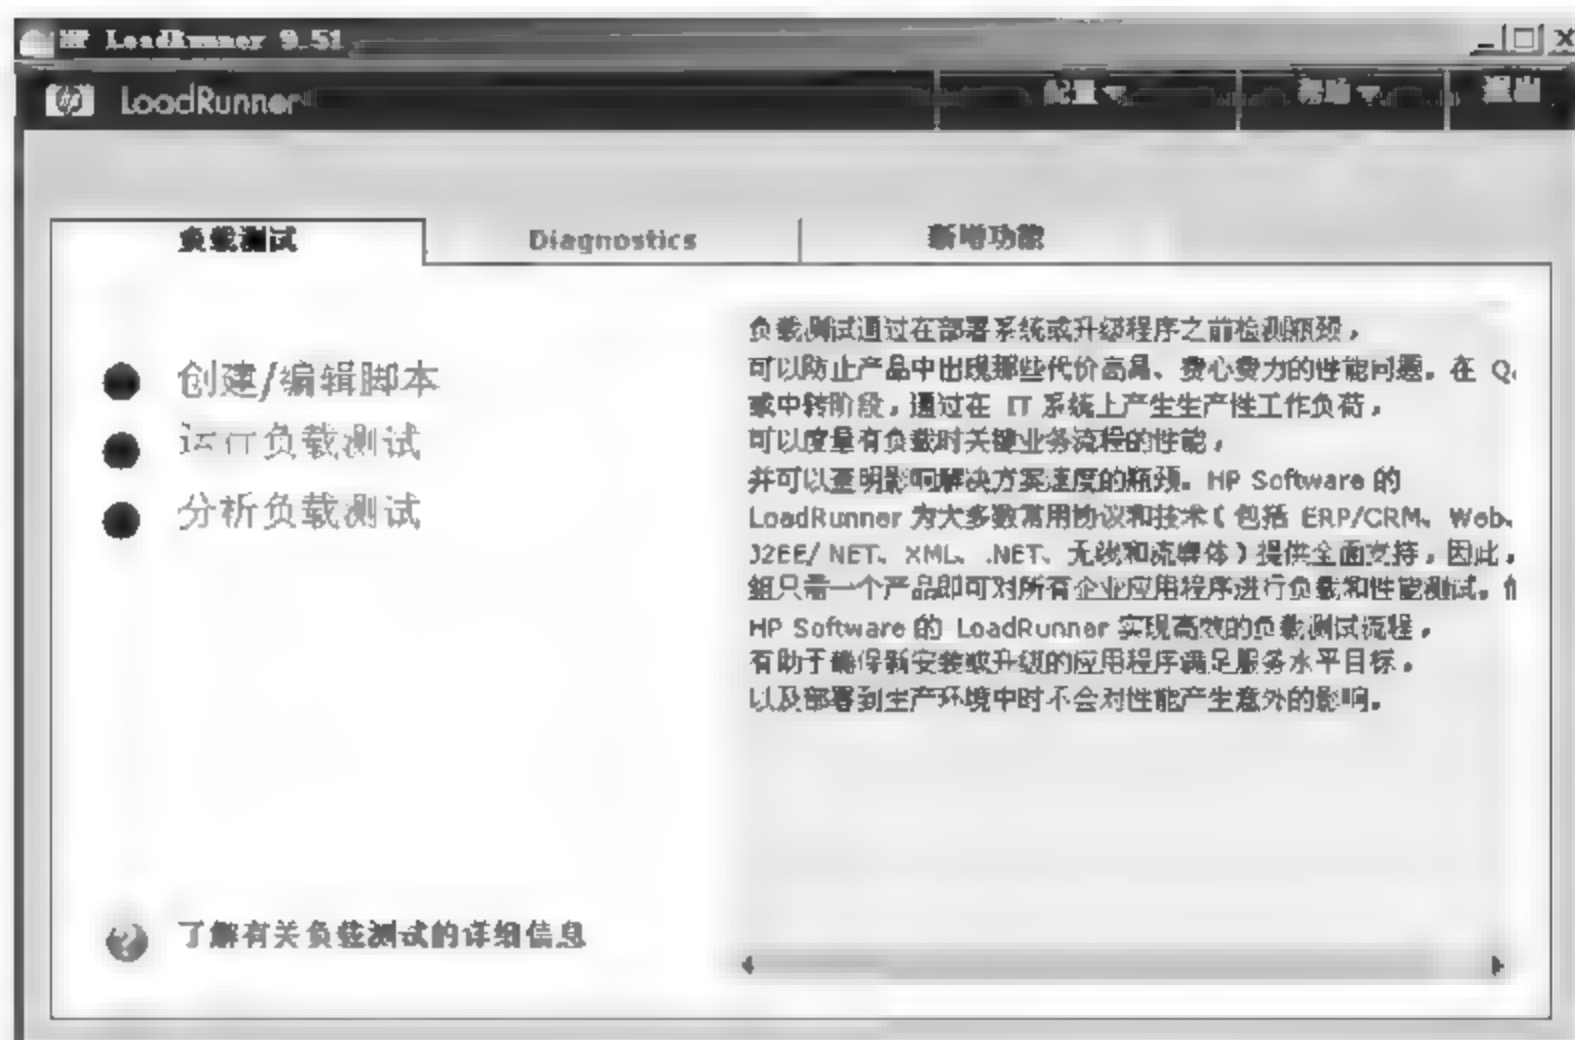 HP LoadRunner 9.51
LoadRunner
配置
帮助
退出
负载测试
Diagnostics
新增功能
创建/编辑脚本
运行负载测试
分析负载测试
了解有关负载测试的详细信息
负载测试通过在部署系统或升级程序之前检测瓶颈，
可以防止产品中出现那些代价高昂、费心费力的性能问题。在 Q
或中转阶段，通过在 IT 系统上产生生产性工作负荷，
可以度量有负载时关键业务流程的性能，
并可以查明影响解决方案速度的瓶颈。HP Software 的
LoadRunner 为大多数常用协议和技术（包括 ERP/CRM、Web、
J2EE/.NET、XML、.NET、无线和流媒体）提供全面支持，因此，
组只需一个产品即可对所有企业应用程序进行负载和性能测试。
HP Software 的 LoadRunner 实现高效的负载测试流程，
有助于确保新安装或升级的应用程序满足服务水平目标，
以及部署到生产环境中时不会对性能产生意外的影响。